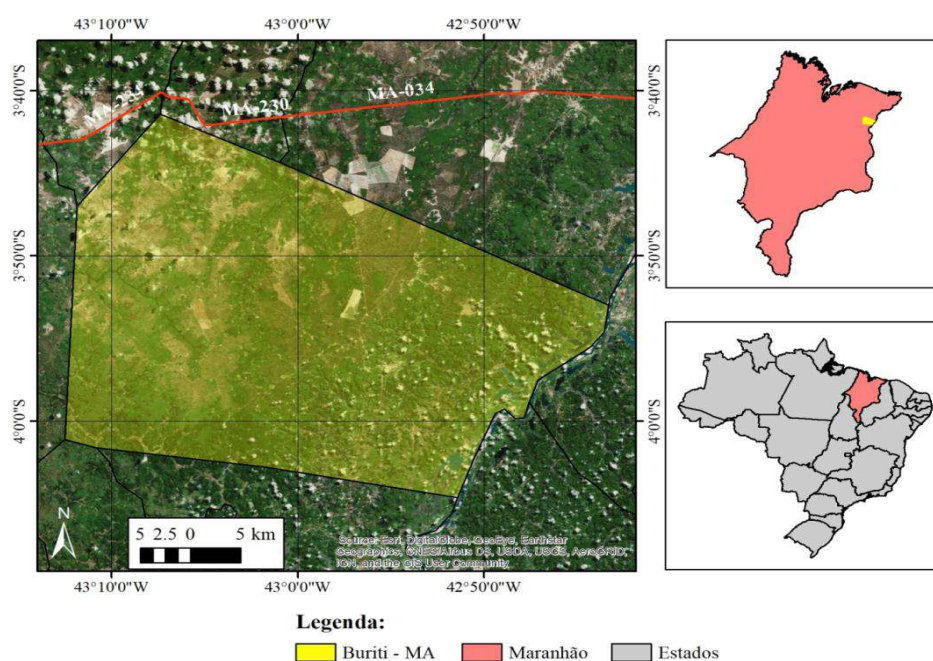 43°10'0"W 43°0'0"W 42°50'0"W
3°40'0"S
3°50'0"S
4°0'0"S
3°40'0"S
3°50'0"S
4°0'0"S
MA-230
MA-034
N
5 2.5 0 5 km
Source: Esri, DigitalGlobe, GeoEye, Earthstar
Geographics, CNES/Airbus DS, USDA, USGS, AeroGRID,
IGN, and the GIS User Community
43°10'0"W 43°0'0"W 42°50'0"W
Legenda:
Buriti - MA Maranhão Estados